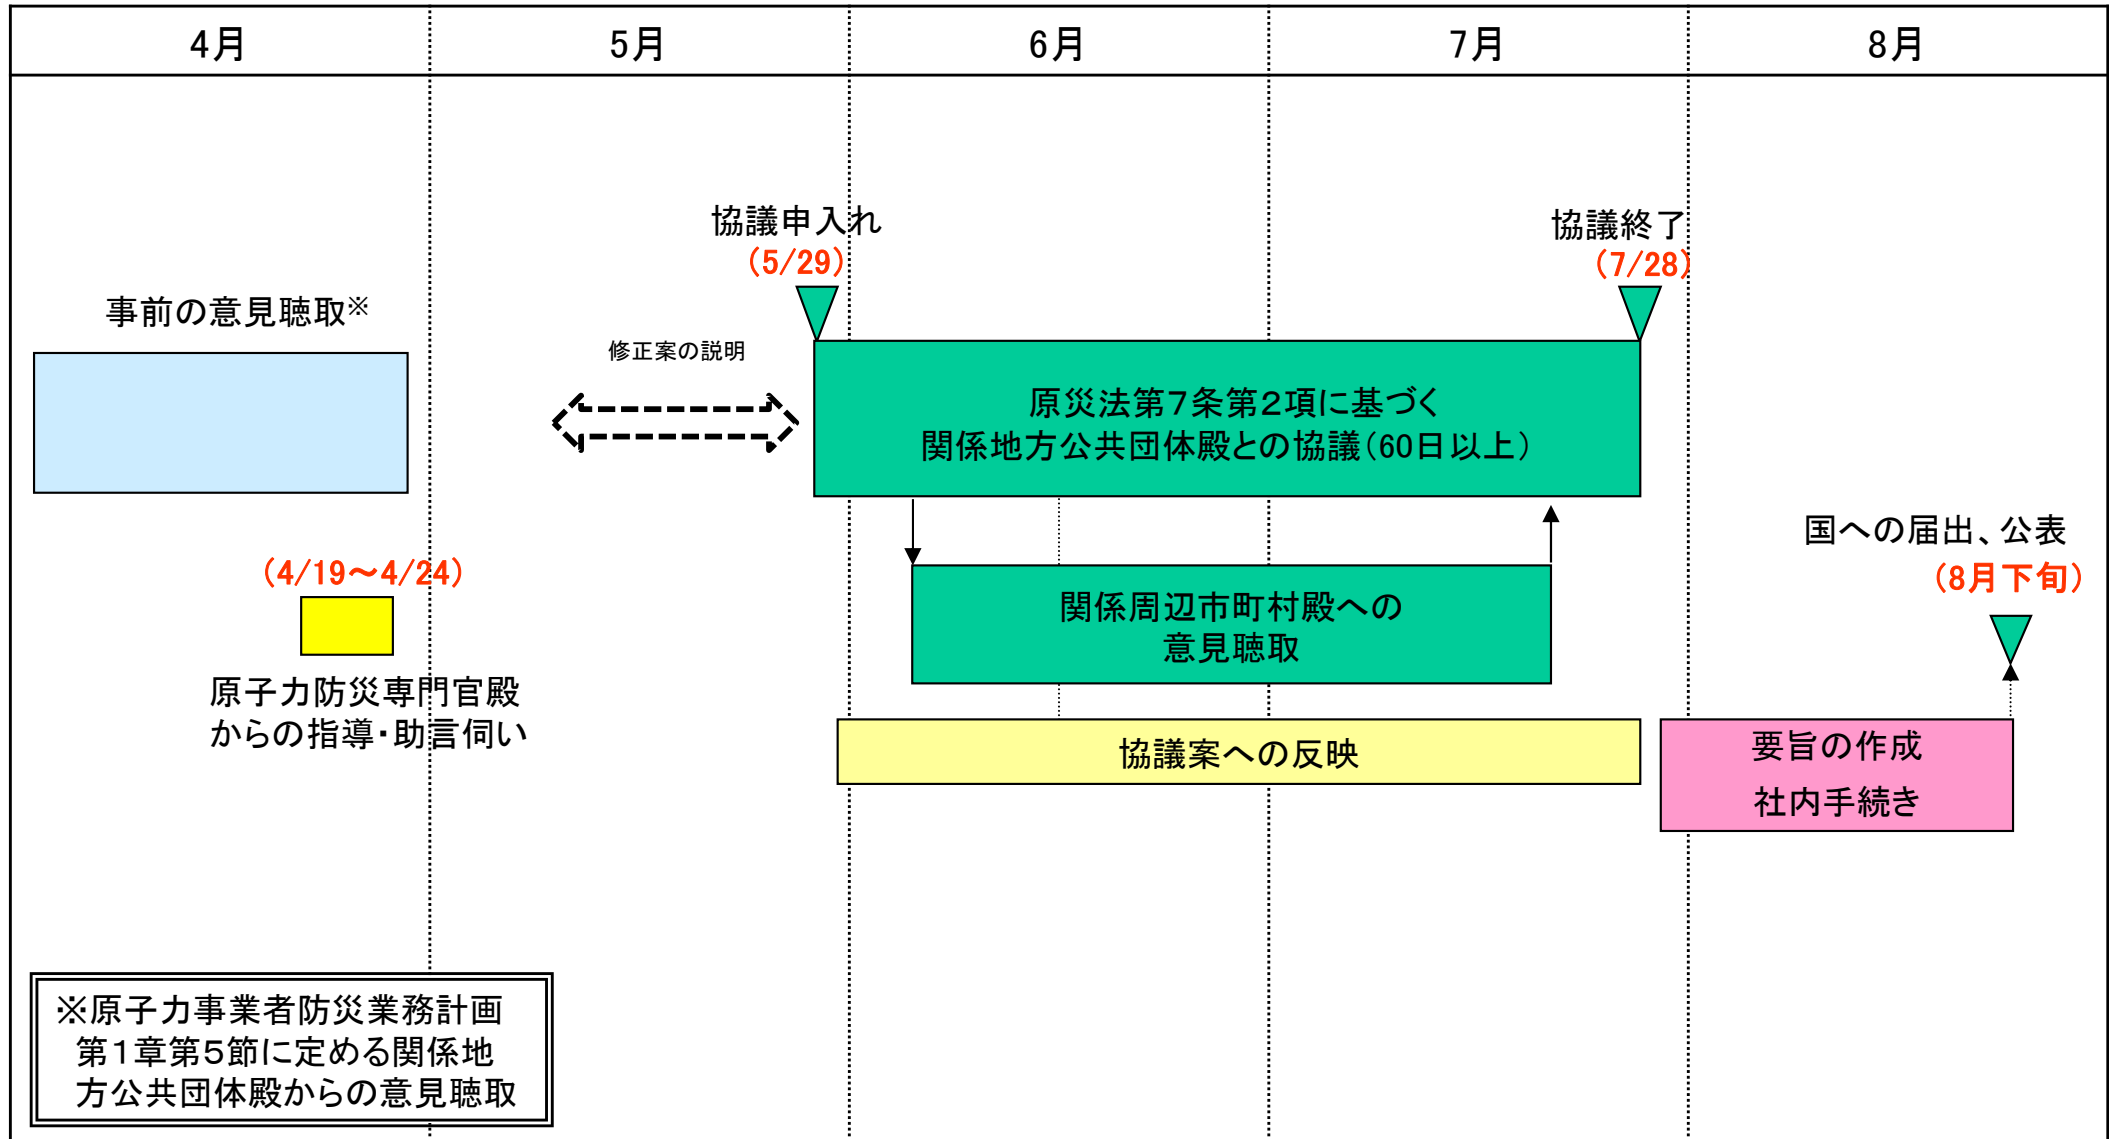 4月
5月
6月
7月
8月
協議申入れ
(5/29)
協議終了
(7/28)
事前の意見聴取※
修正案の説明
原災法第7条第2項に基づく
関係地方公共団体殿との協議(60日以上)
国への届出、公表
(8月下旬)
(4/19~4/24)
関係周辺市町村殿への
意見聴取
原子力防災専門官殿
からの指導・助言伺い
協議案への反映
要旨の作成
社内手続き
※原子力事業者防災業務計画
第1章第5節に定める関係地
方公共団体殿からの意見聴取